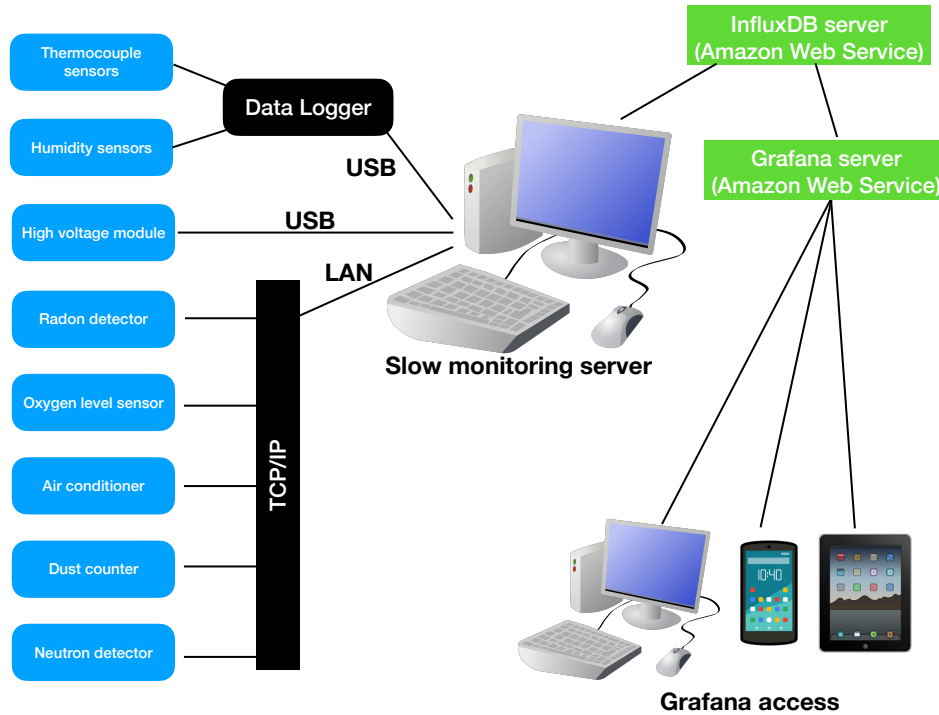 Thermocouple
sensors
Humidity sensors
High voltage module
Radon detector
Oxygen level sensor
Air conditioner
Dust counter
Neutron detector
Data Logger
USB
USB
LAN
TCP/IP
Slow monitoring server
InfluxDB server
(Amazon Web Service)
Grafana server
(Amazon Web Service)
10:40
Grafana access